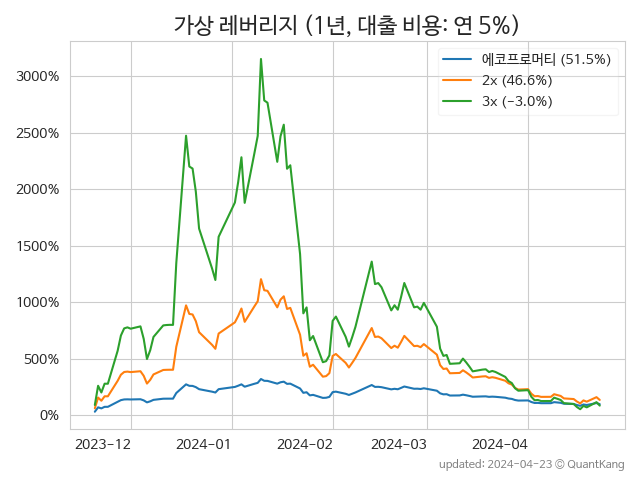 가상 레버리지 (1년, 대출 비용: 연 5%)
에코프로머티 (51.5%)
2x (46.6%)
3x (-3.0%)
3000%
2500%
2000%
1500%
1000%
500%
0%
2023-12
2024-01
2024-02
2024-03
2024-04
updated: 2024-04-23 © QuantKang